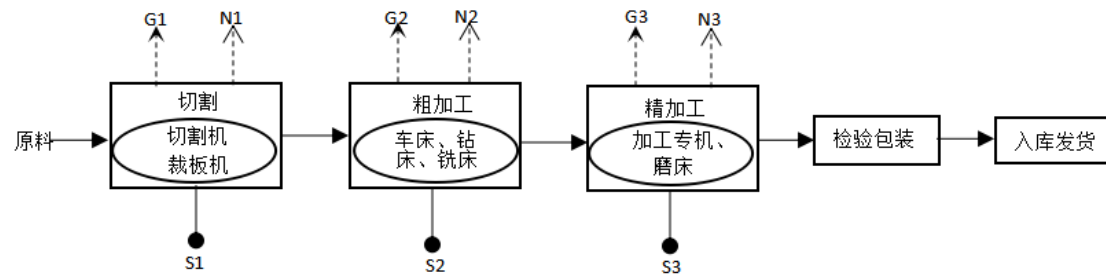 G1
N1
G2
N2
G3
N3
切割
粗加工
精加工
原料
切割机
裁板机
车床、钻
床、铣床
加工专机、
磨床
检验包装
入库发货
S1
S2
S3